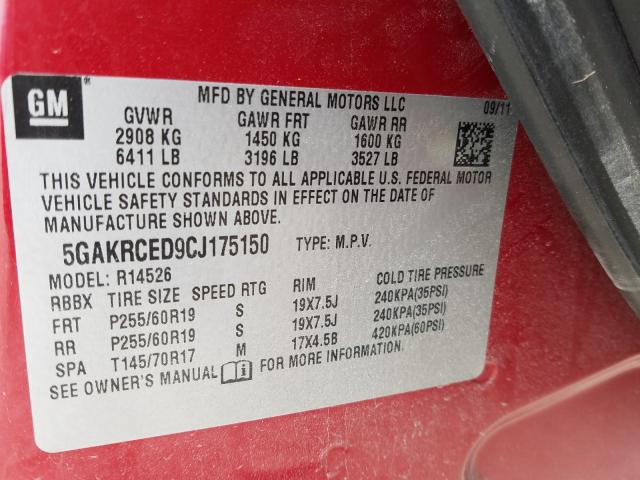 GM
MFD BY GENERAL MOTORS LLC
09/11
GVWR GAWR FRT GAWR RR
2908 KG 1450 KG 1600 KG
6411 LB 3196 LB 3527 LB
THIS VEHICLE CONFORMS TO ALL APPLICABLE U.S. FEDERAL MOTOR
VEHICLE SAFETY STANDARDS IN EFFECT ON THE DATE OF
MANUFACTURE SHOWN ABOVE.
5GAKRCED9CJ175150 TYPE: M.P.V.
MODEL: R14526
RBBX TIRE SIZE SPEED RTG RIM COLD TIRE PRESSURE
FRT P255/60R19 S 19X7.5J 240KPA(35PSI)
RR P255/60R19 S 19X7.5J 240KPA(35PSI)
SPA T145/70R17 M 17X4.5B 420KPA(60PSI)
SEE OWNER'S MANUAL i FOR MORE INFORMATION.